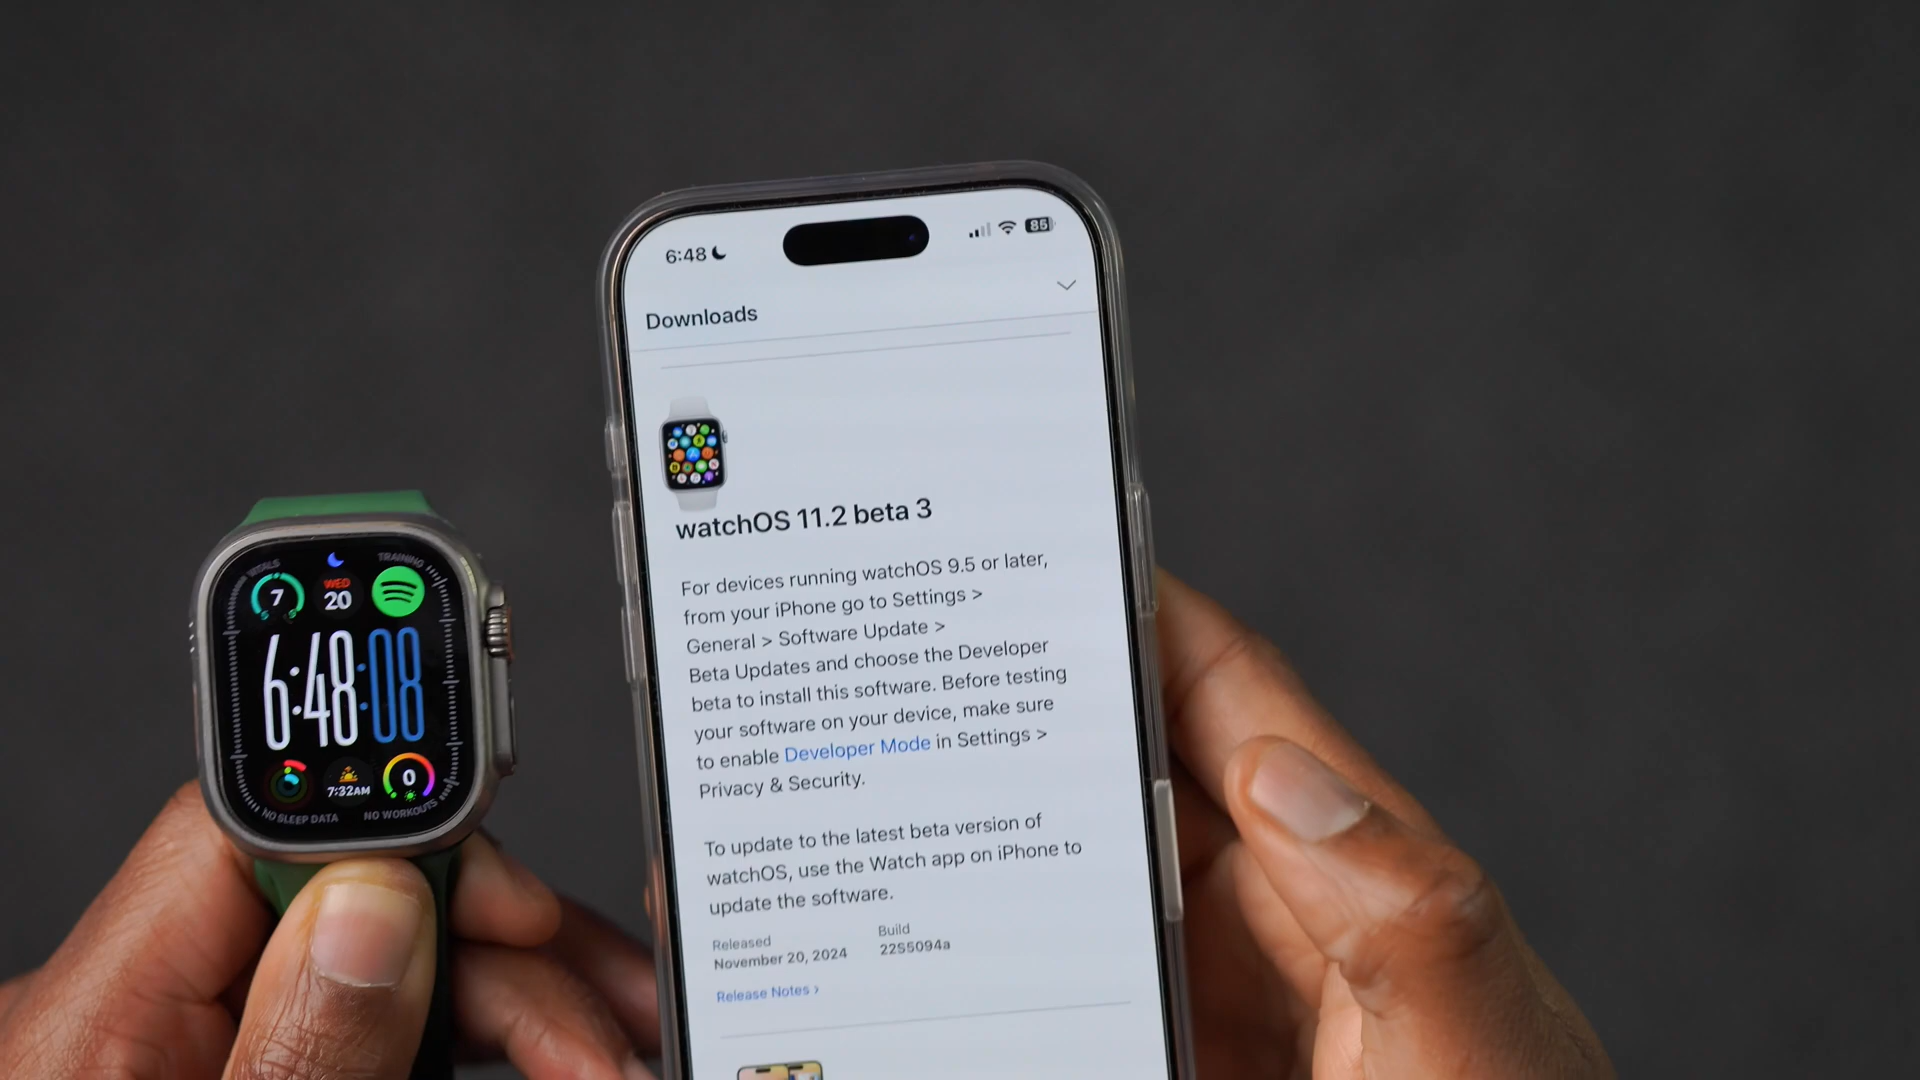 VITALS
TRAINING
7
WED
20
6:48:08
7:32AM
0
NO SLEEP DATA
NO WORKOUTS
6:48
85
Downloads
watchOS 11.2 beta 3
For devices running watchOS 9.5 or later,
from your iPhone go to Settings >
General > Software Update >
Beta Updates and choose the Developer
beta to install this software. Before testing
your software on your device, make sure
to enable Developer Mode in Settings >
Privacy & Security.
To update to the latest beta version of
watchOS, use the Watch app on iPhone to
update the software.
Released
November 20, 2024
Build
22S5094a
Release Notes >